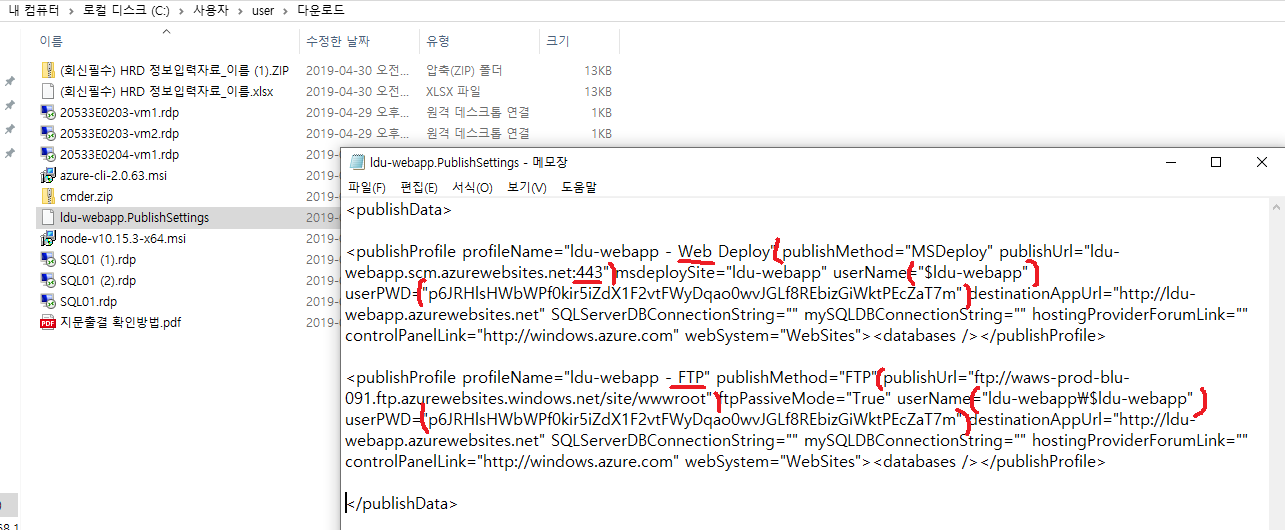 내 컴퓨터 > 로컬 디스크 (C:) > 사용자 > user > 다운로드
이름 수정한 날짜 유형 크기
(회신필수) HRD 정보입력자료_이름 (1).ZIP 2019-04-30 오전... 압축(ZIP) 폴더 13KB
(회신필수) HRD 정보입력자료_이름.xlsx 2019-04-30 오전... XLSX 파일 13KB
20533E0203-vm1.rdp 2019-04-29 오후... 원격 데스크톱 연결 1KB
20533E0203-vm2.rdp 2019-04-29 오후... 원격 데스크톱 연결 1KB
20533E0204-vm1.rdp 2019-0
azure-cli-2.0.63.msi 2019-0
cmder.zip 2019-0
ldu-webapp.PublishSettings 2019-0
node-v10.15.3-x64.msi 2019-0
SQL01 (1).rdp 2019-0
SQL01 (2).rdp 2019-0
SQL01.rdp 2019-0
지문출결 확인방법.pdf 2019-0
ldu-webapp.PublishSettings - 메모장
파일(F) 편집(E) 서식(O) 보기(V) 도움말
<publishData>
<publishProfile profileName="ldu-webapp - Web Deploy" publishMethod="MSDeploy" publishUrl="ldu-
webapp.scm.azurewebsites.net:443" msdeploySite="ldu-webapp" userName="$ldu-webapp"
userPWD="p6JRHlsHWbWPf0kir5iZdX1F2vtFWyDqao0wvJGLf8REbizGiWktPEcZaT7m" destinationAppUrl="http://ldu-
webapp.azurewebsites.net" SQLServerDBConnectionString="" mySQLDBConnectionString="" hostingProviderForumLink=""
controlPanelLink="http://windows.azure.com" webSystem="WebSites"><databases /></publishProfile>
<publishProfile profileName="ldu-webapp - FTP" publishMethod="FTP" publishUrl="ftp://waws-prod-blu-
091.ftp.azurewebsites.windows.net/site/wwwroot" ftpPassiveMode="True" userName="ldu-webapp₩$ldu-webapp"
userPWD="p6JRHlsHWbWPf0kir5iZdX1F2vtFWyDqao0wvJGLf8REbizGiWktPEcZaT7m" destinationAppUrl="http://ldu-
webapp.azurewebsites.net" SQLServerDBConnectionString="" mySQLDBConnectionString="" hostingProviderForumLink=""
controlPanelLink="http://windows.azure.com" webSystem="WebSites"><databases /></publishProfile>
</publishData>